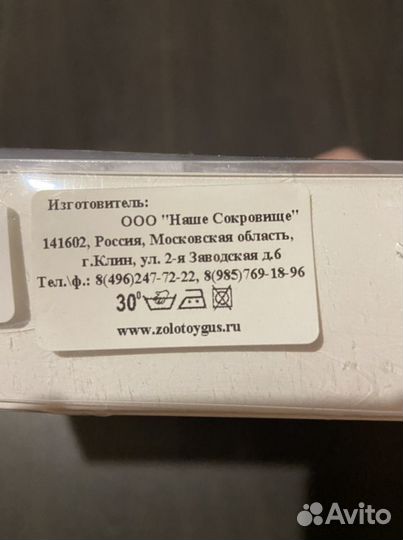 Изготовитель:
ООО "Наше Сокровище"
141602, Россия, Московская область,
г.Клин, ул. 2-я Заводская д.6
Тел.\ф.: 8(496)247-72-22, 8(985)769-18-96
30⁰
www.zolotoygus.ru
Avito